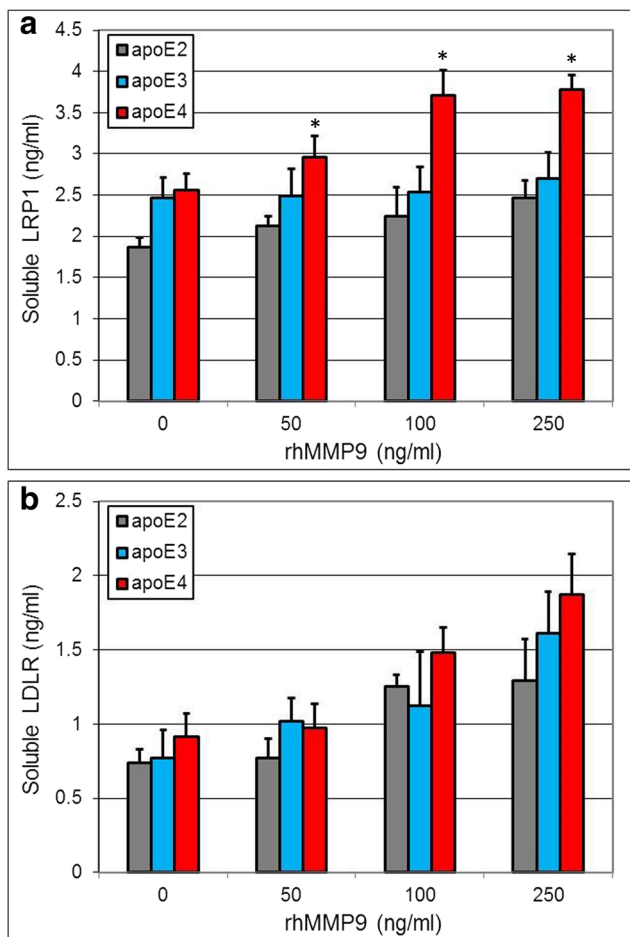 a
Soluble LRP1 (ng/ml)
4.5
4
3.5
3
2.5
2
1.5
1
0.5
0
apoE2
apoE3
apoE4
*
*
*
0 50 100 250
rhMMP9 (ng/ml)
b
Soluble LDLR (ng/ml)
2.5
2
1.5
1
0.5
0
apoE2
apoE3
apoE4
0 50 100 250
rhMMP9 (ng/ml)